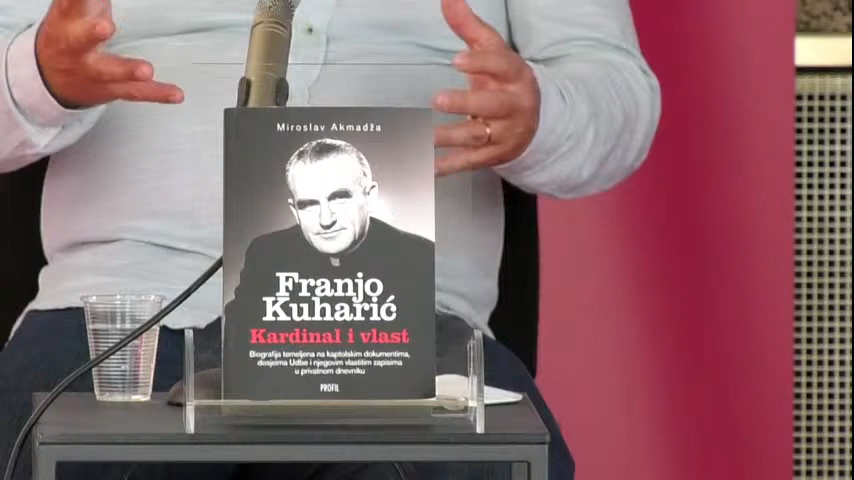 Miroslav Akmadža
Franjo
Kuharić
Kardinal i vlast
Biografija temeljena na kaptolskim dokumentima,
dosjeima Udbe i njegovim vlastitim zapisima
u privatnom dnevniku
PROFIL